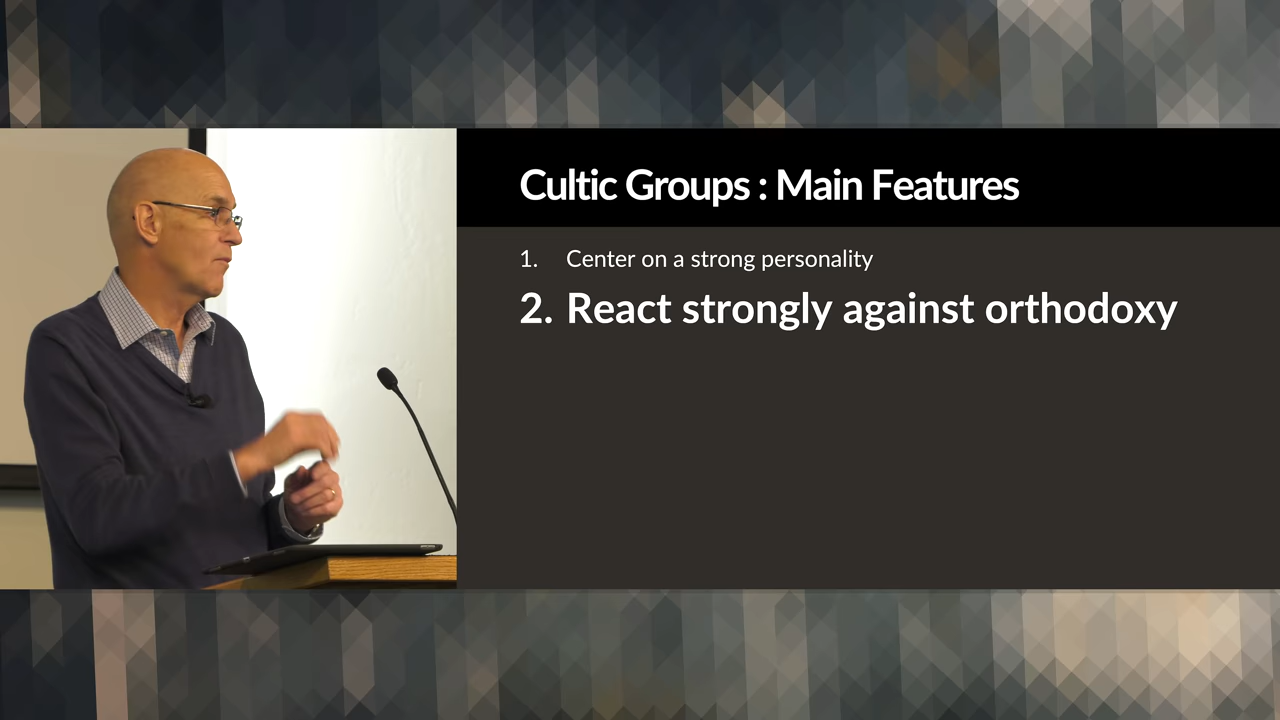 Cultic Groups : Main Features
1. Center on a strong personality
2. React strongly against orthodoxy